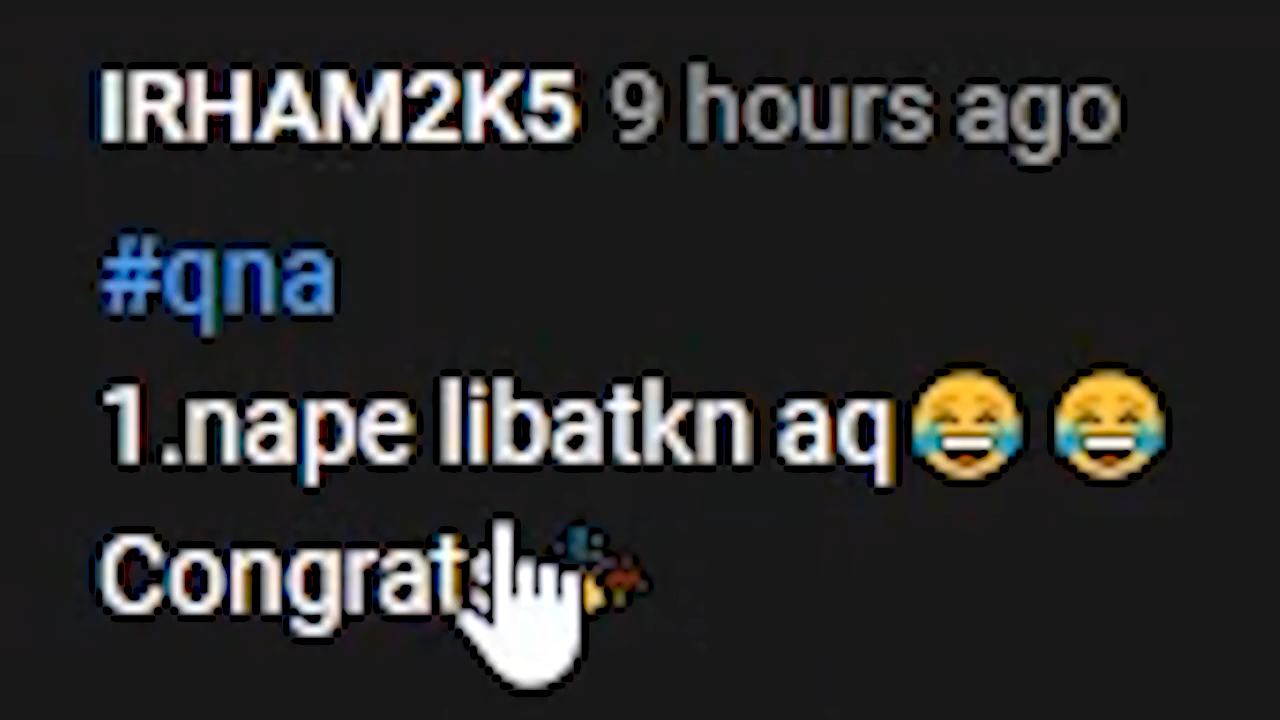 IRHAM2K5 9 hours ago
#qna
1.nape libatkn aq😂😂
Congrats🎉